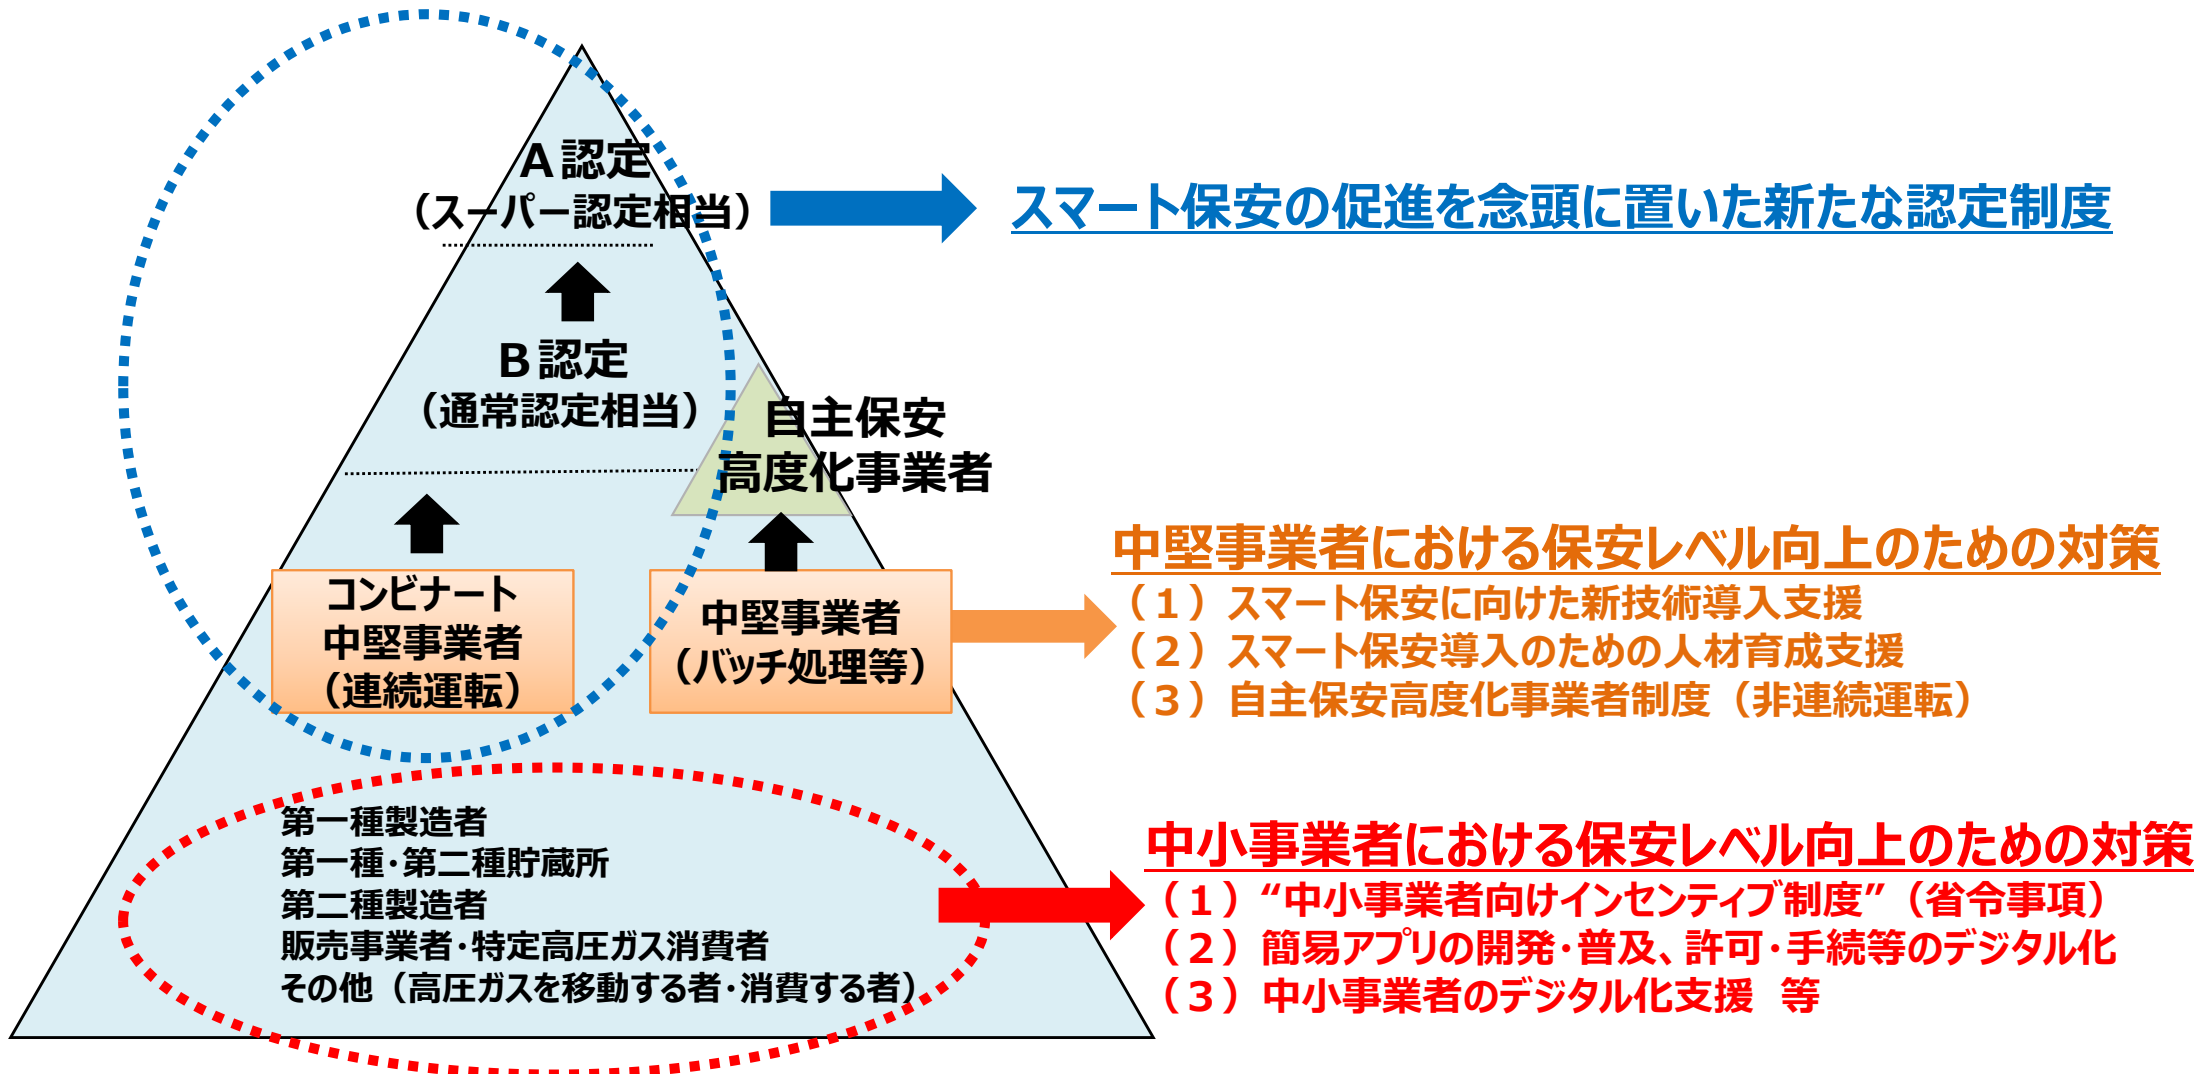 A認定
（スーパー認定相当）
スマート保安の促進を念頭に置いた新たな認定制度
B認定
（通常認定相当）
自主保安
高度化事業者
コンビナート
中堅事業者
（連続運転）
中堅事業者
（バッチ処理等）
中堅事業者における保安レベル向上のための対策
（１）スマート保安に向けた新技術導入支援
（２）スマート保安導入のための人材育成支援
（３）自主保安高度化事業者制度（非連続運転）
第一種製造者
第一種・第二種貯蔵所
第二種製造者
販売事業者・特定高圧ガス消費者
その他（高圧ガスを移動する者・消費する者）
中小事業者における保安レベル向上のための対策
（１）“中小事業者向けインセンティブ制度”（省令事項）
（２）簡易アプリの開発・普及、許可・手続等のデジタル化
（３）中小事業者のデジタル化支援　等